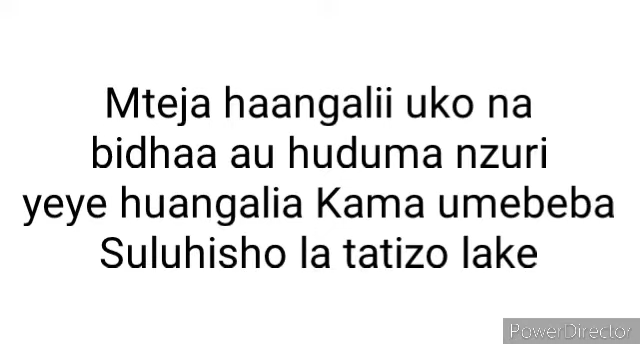 Mteja haangalii uko na
bidhaa au huduma nzuri
yeye huangalia Kama umebeba
Suluhisho la tatizo lake
PowerDirector